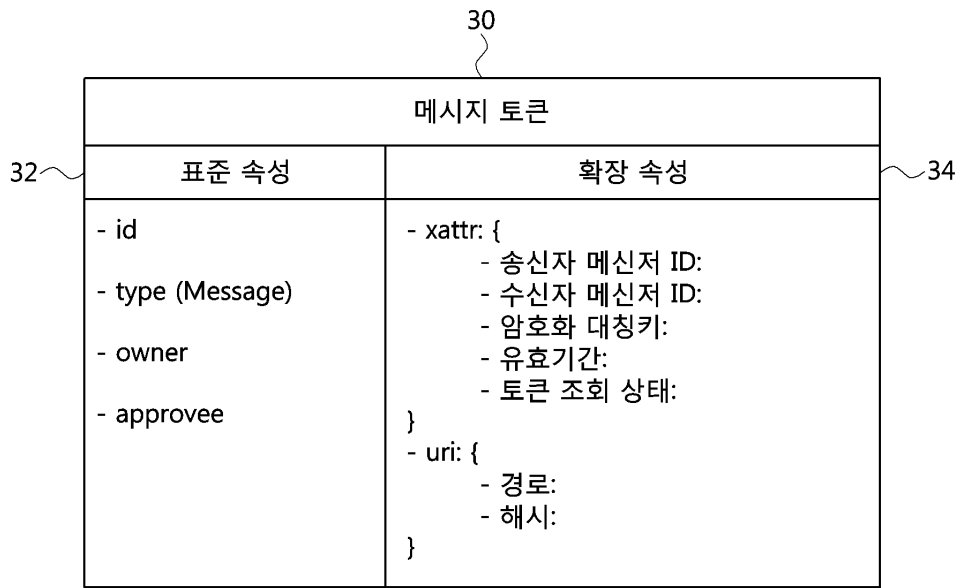 30
메시지 토큰
32
표준 속성
확장 속성
34
- id
- type (Message)
- owner
- approvee
- xattr: {
- 송신자 메신저 ID:
- 수신자 메신저 ID:
- 암호화 대칭키:
- 유효기간:
- 토큰 조회 상태:
}
- uri: {
- 경로:
- 해시:
}